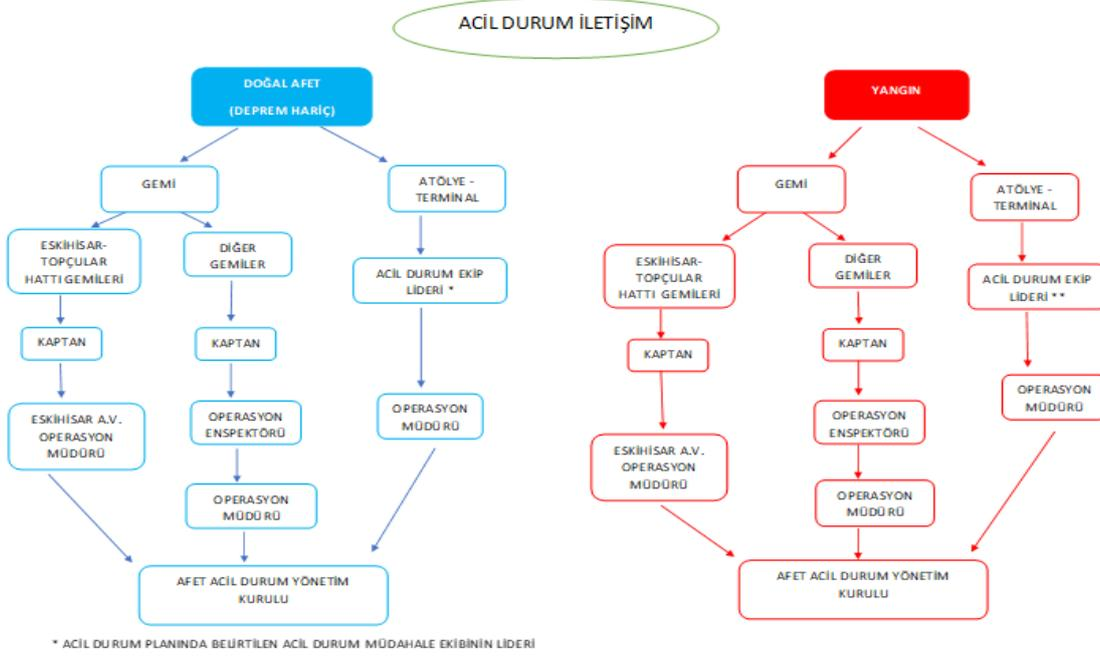 ACİL DURUM İLETİŞİM
DOĞAL AFET
(DEPREM HARİÇ)
GEMİ
ATÖLYE -
TERMİNAL
ESKİHİSAR-
TOPÇULAR
HATTI GEMİLERİ
DİĞER
GEMİLER
ACİL DURUM EKİP
LİDERİ *
KAPTAN
KAPTAN
ESKİHİSAR A.V.
OPERASYON
MÜDÜRÜ
OPERASYON
ENSPEKTÖRÜ
OPERASYON
MÜDÜRÜ
OPERASYON
MÜDÜRÜ
AFET ACİL DURUM YÖNETİM
KURULU
* ACİL DURUM PLANINDA BELİRTİLEN ACİL DURUM MÜDAHALE EKİBİNİN LİDERİ
YANGIN
GEMİ
ATÖLYE -
TERMİNAL
ESKİHİSAR-
TOPÇULAR
HATTI GEMİLERİ
DİĞER
GEMİLER
ACİL DURUM EKİP
LİDERİ **
KAPTAN
KAPTAN
OPERASYON
MÜDÜRÜ
ESKİHİSAR A.V.
OPERASYON
MÜDÜRÜ
OPERASYON
ENSPEKTÖRÜ
OPERASYON
MÜDÜRÜ
AFET ACİL DURUM YÖNETİM
KURULU